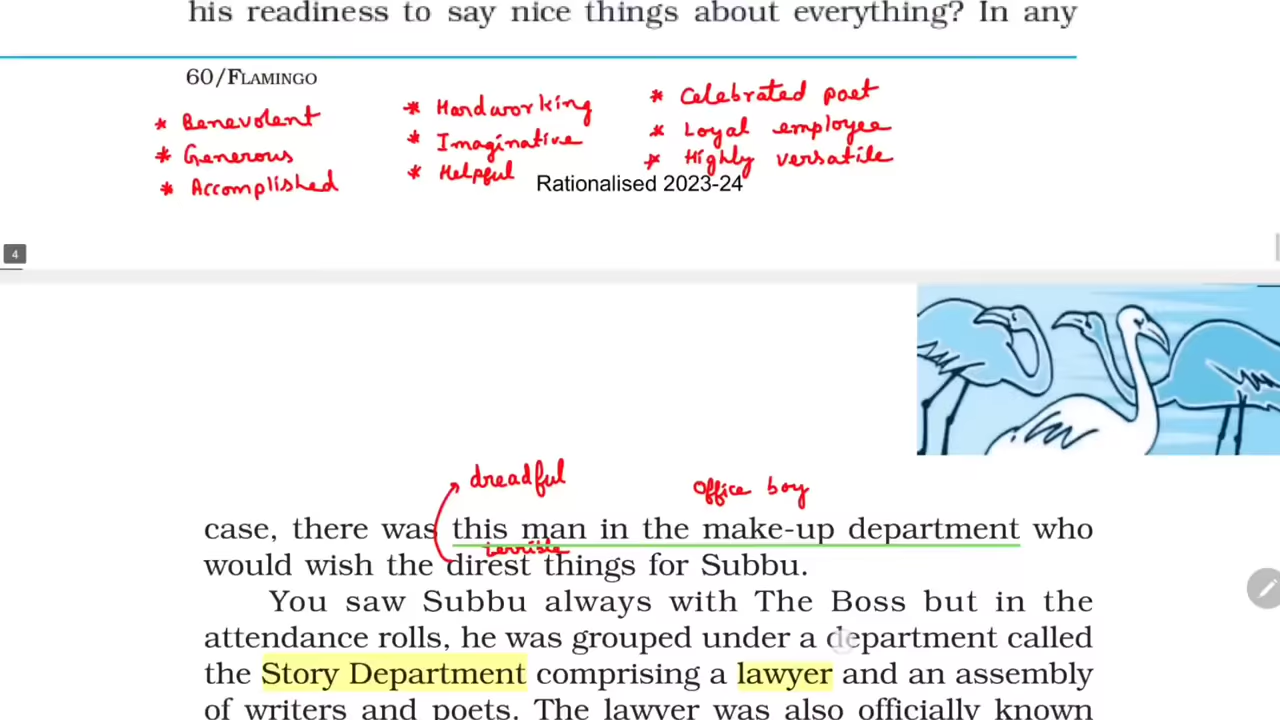 his readiness to say nice things about everything? In any
60/FLAMINGO
* Benevolent
* Generous
* Accomplished
* Hardworking
* Imaginative
* Helpful
* Celebrated poet
* Loyal employee
* Highly versatile
Rationalised 2023-24
4
dreadful
Office boy
case, there was this man in the make-up department who
terrible
would wish the direst things for Subbu.
You saw Subbu always with The Boss but in the
attendance rolls, he was grouped under a department called
the Story Department comprising a lawyer and an assembly
of writers and poets. The lawyer was also officially known